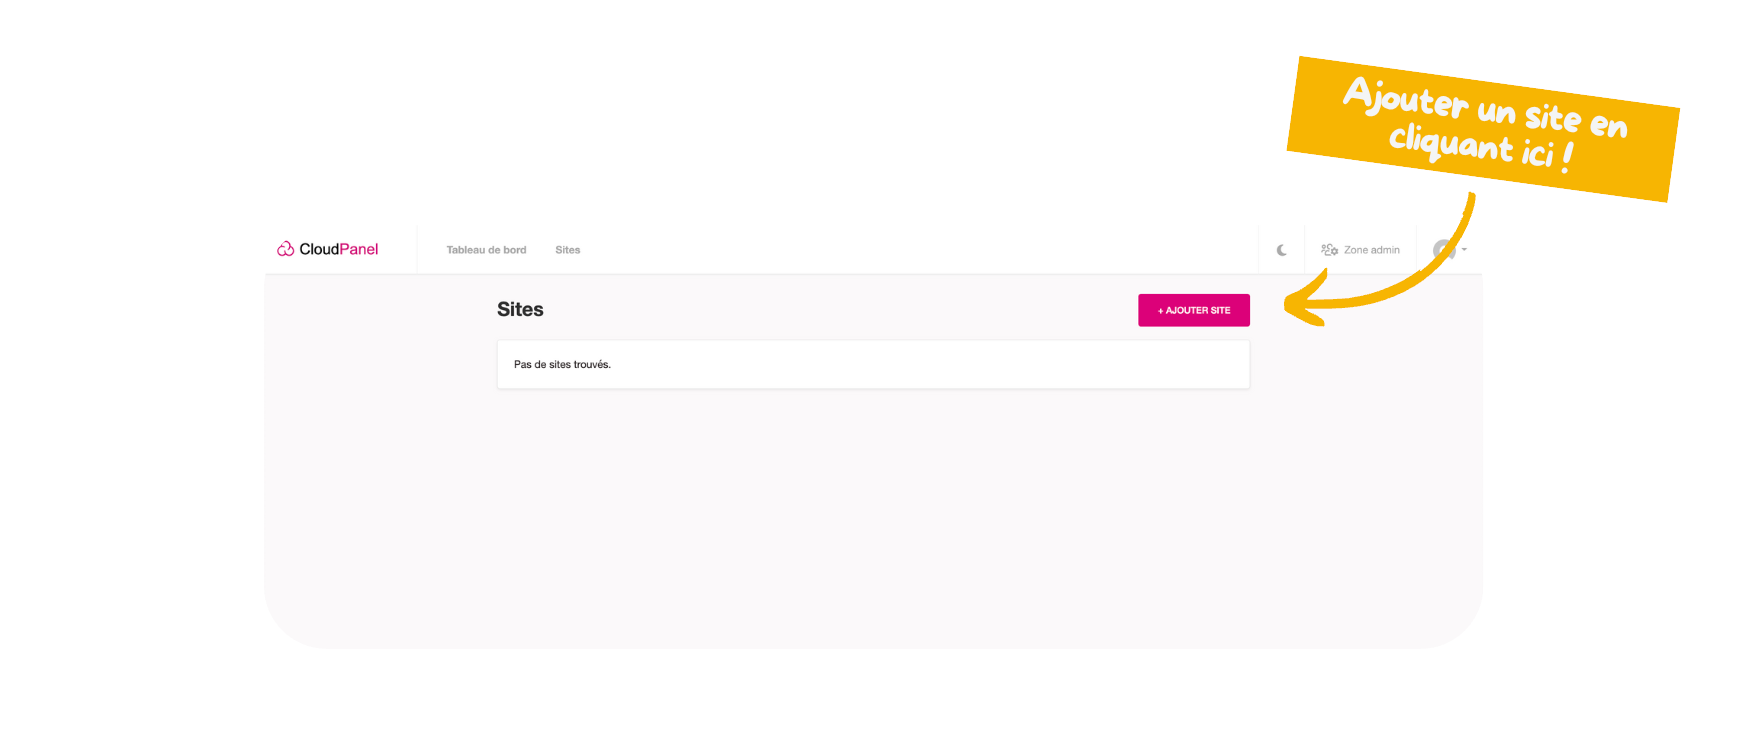 Ajouter un site en
cliquant ici !
CloudPanel
Tableau de bord
Sites
Zone admin
Sites
+ AJOUTER SITE
Pas de sites trouvés.